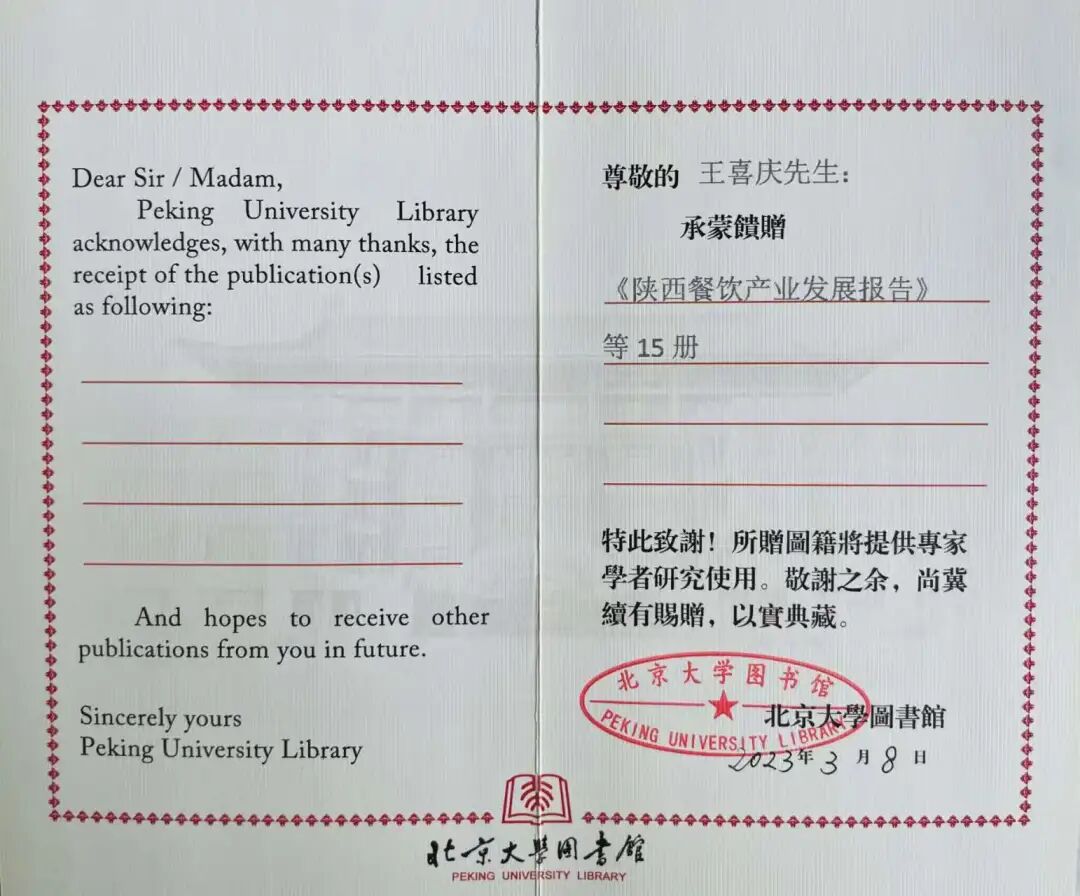 Dear Sir / Madam,
Peking University Library
acknowledges, with many thanks, the
receipt of the publication(s) listed
as following:
And hopes to receive other
publications from you in future.
Sincerely yours
Peking University Library
尊敬的 王喜庆先生:
承蒙饋贈
《陕西餐饮产业发展报告》
等 15 册
特此致謝!所贈圖籍將提供專家
學者研究使用。敬謝之余,尚冀
續有賜贈,以實典藏。
北京大学图书馆
PEKING UNIVERSITY LIBRARY
北京大學圖書館
2023年3月8日
北京大學圖書館
PEKING UNIVERSITY LIBRARY